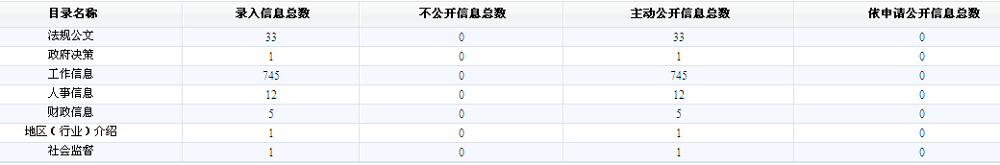 目录名称 录入信息总数 不公开信息总数 主动公开信息总数 依申请公开信息总数
法规公文 33 0 33 0
政府决策 1 0 1 0
工作信息 745 0 745 0
人事信息 12 0 12 0
财政信息 5 0 5 0
地区（行业）介绍 1 0 1 0
社会监督 1 0 1 0